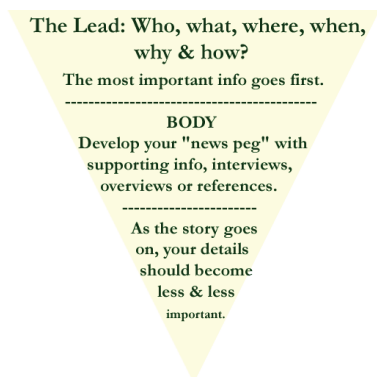 The Lead: Who, what, where, when,
why & how?
The most important info goes first.
-------------------------------------------
BODY
Develop your "news peg" with
supporting info, interviews,
overviews or references.
-----------------------
As the story goes
on, your details
should become
less & less
important.